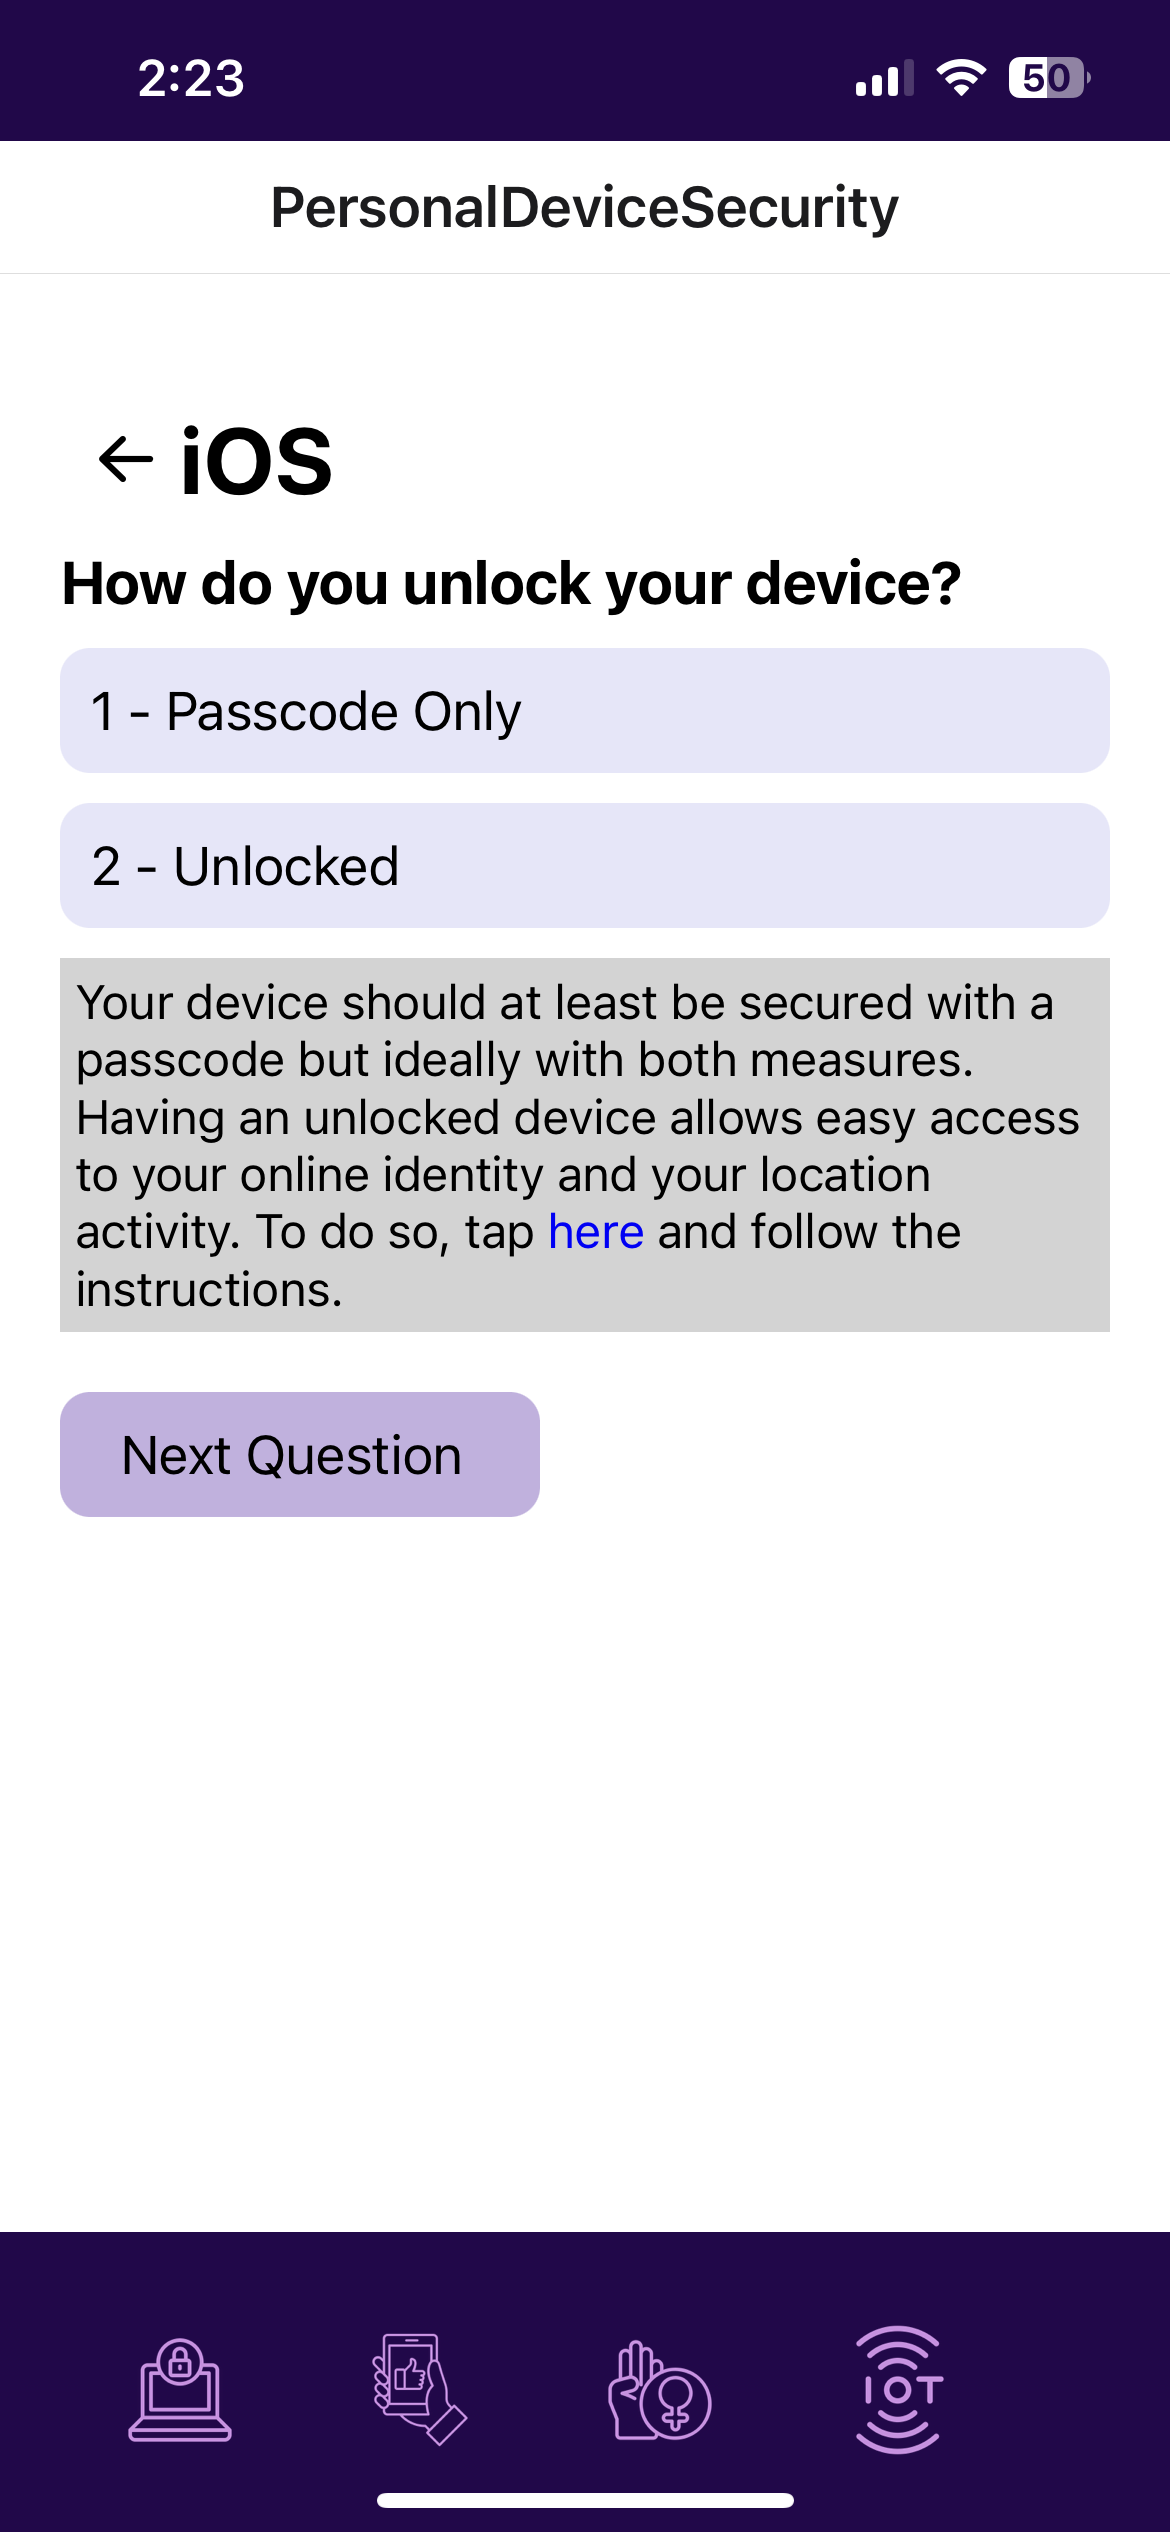 2:23
50
PersonalDeviceSecurity
← iOS
How do you unlock your device?
1 - Passcode Only
2 - Unlocked
Your device should at least be secured with a
passcode but ideally with both measures.
Having an unlocked device allows easy access
to your online identity and your location
activity. To do so, tap here and follow the
instructions.
Next Question
IOT